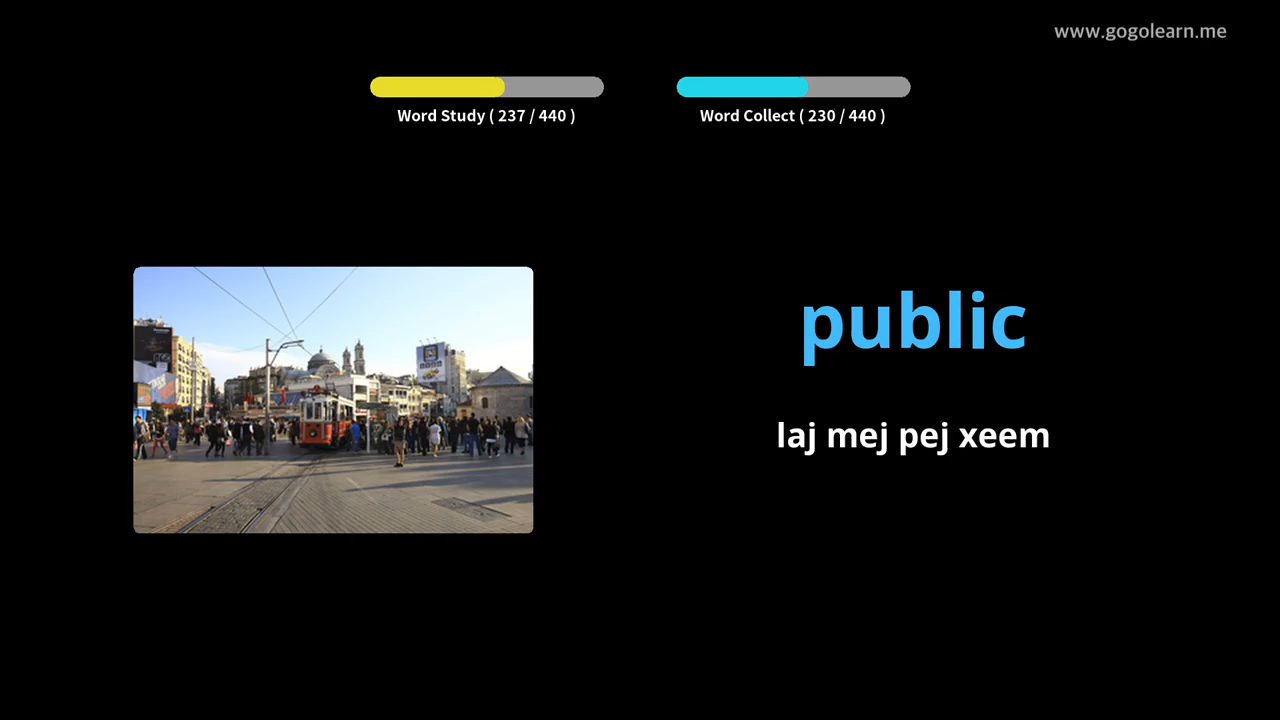 www.gogolearn.me
Word Study ( 237 / 440 )
Word Collect ( 230 / 440 )
public
laj mej pej xeem